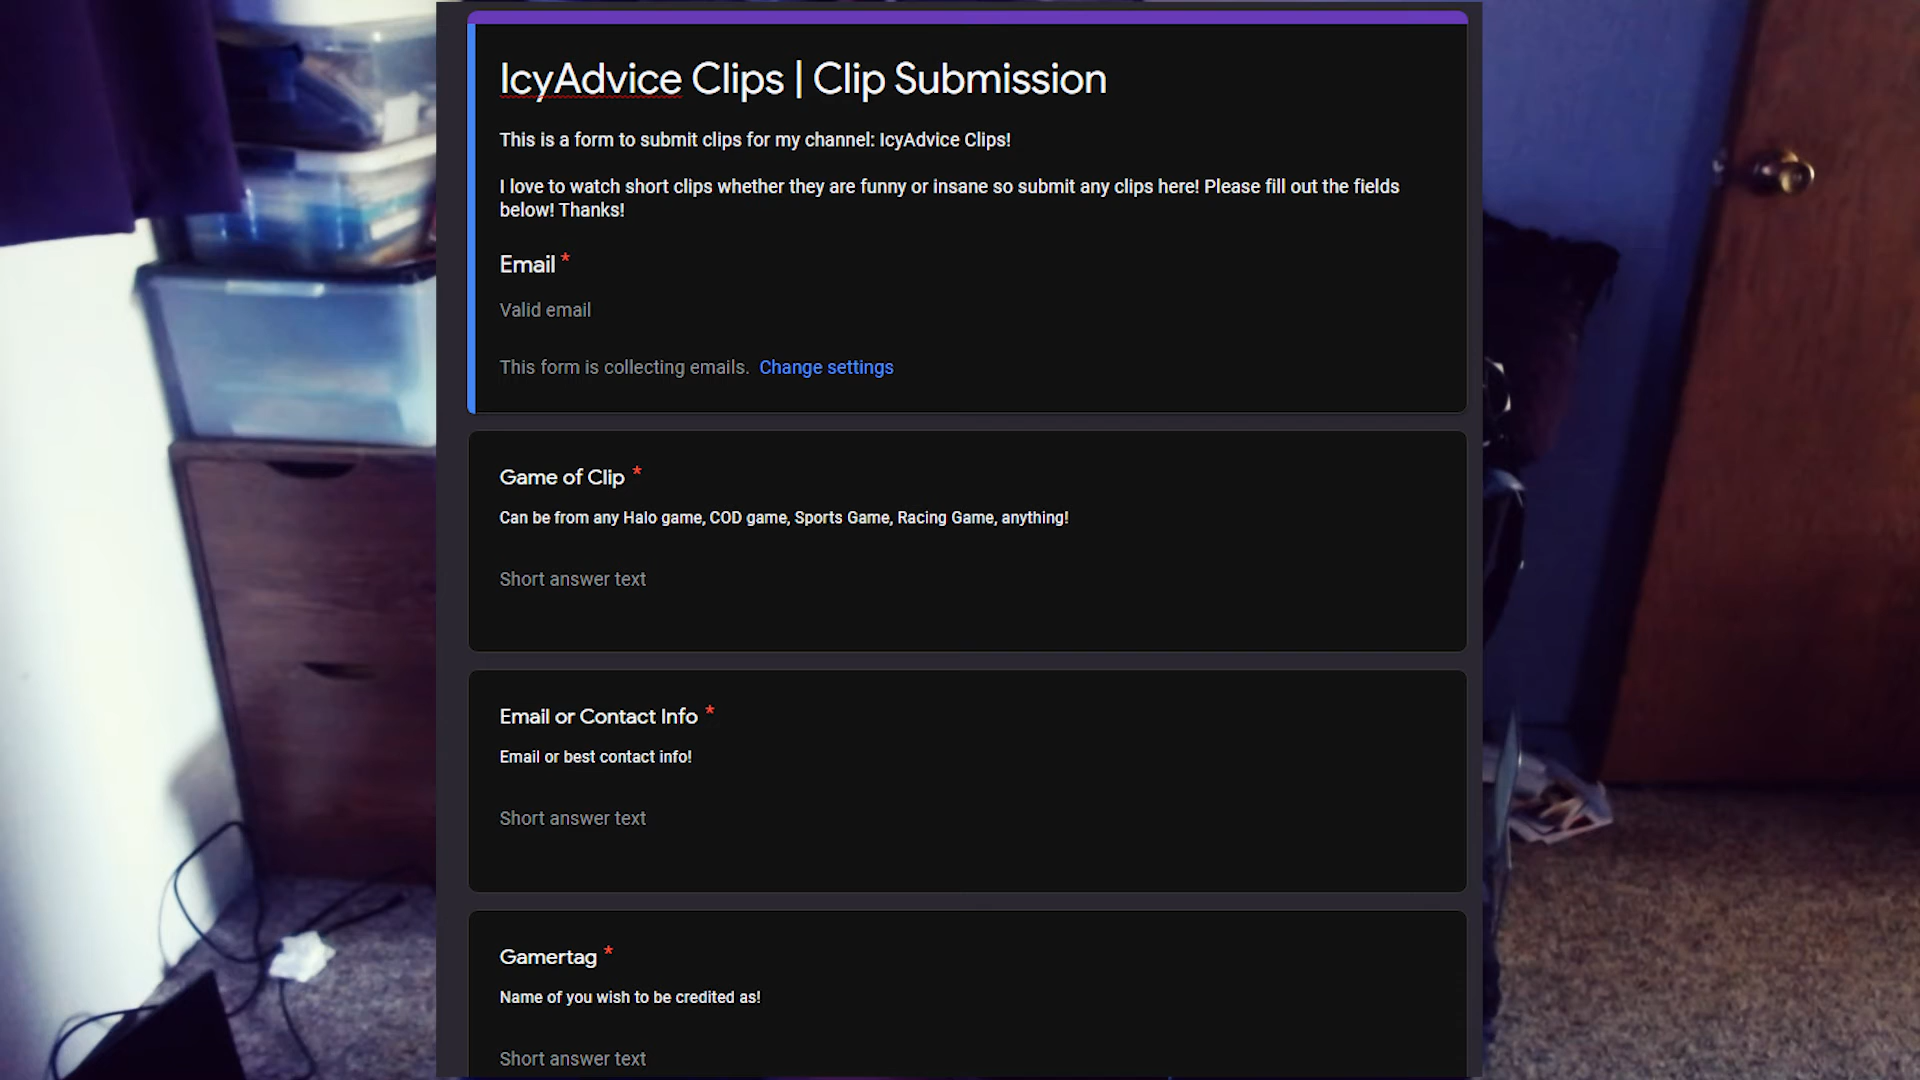 IcyAdvice Clips | Clip Submission
This is a form to submit clips for my channel: IcyAdvice Clips!
I love to watch short clips whether they are funny or insane so submit any clips here! Please fill out the fields
below! Thanks!
Email *
Valid email
This form is collecting emails. Change settings
Game of Clip *
Can be from any Halo game, COD game, Sports Game, Racing Game, anything!
Short answer text
Email or Contact Info *
Email or best contact info!
Short answer text
Gamertag *
Name of you wish to be credited as!
Short answer text